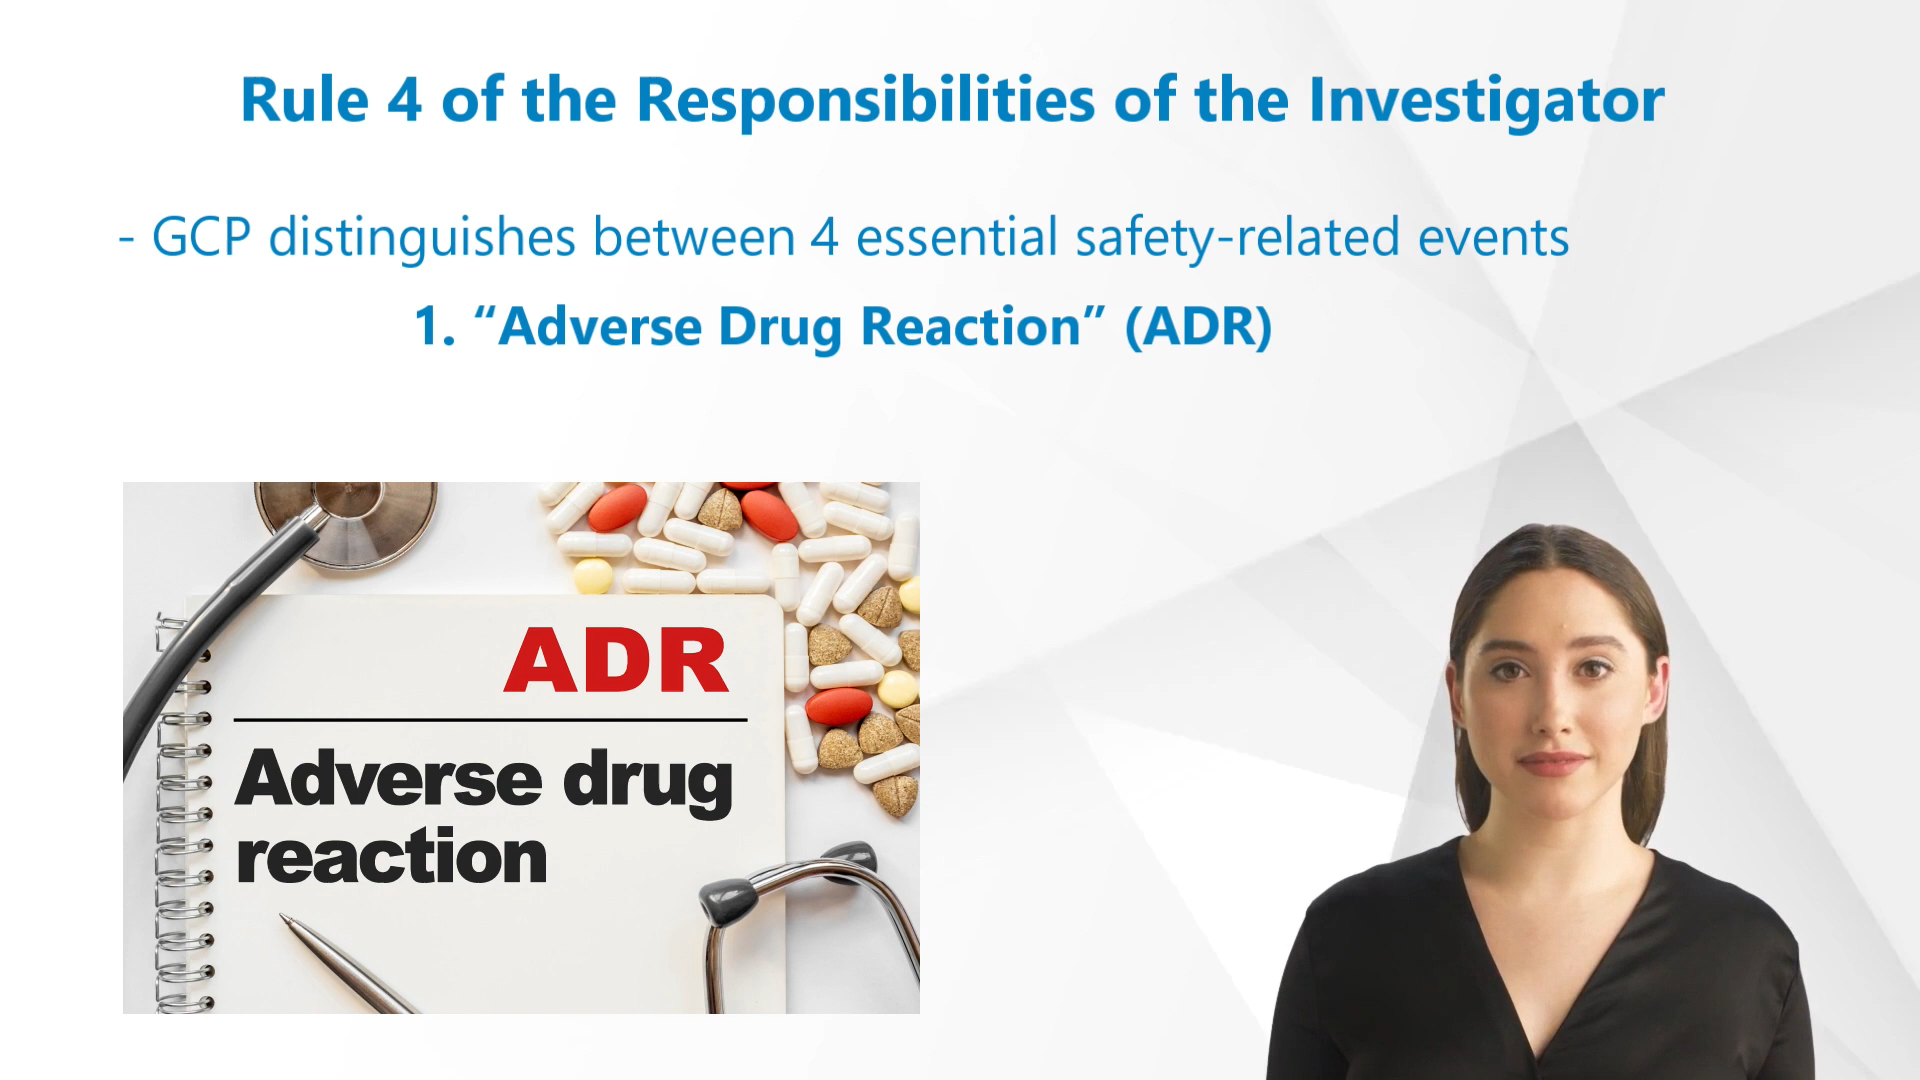 Rule 4 of the Responsibilities of the Investigator
- GCP distinguishes between 4 essential safety-related events
1. “Adverse Drug Reaction” (ADR)
ADR
Adverse drug
reaction